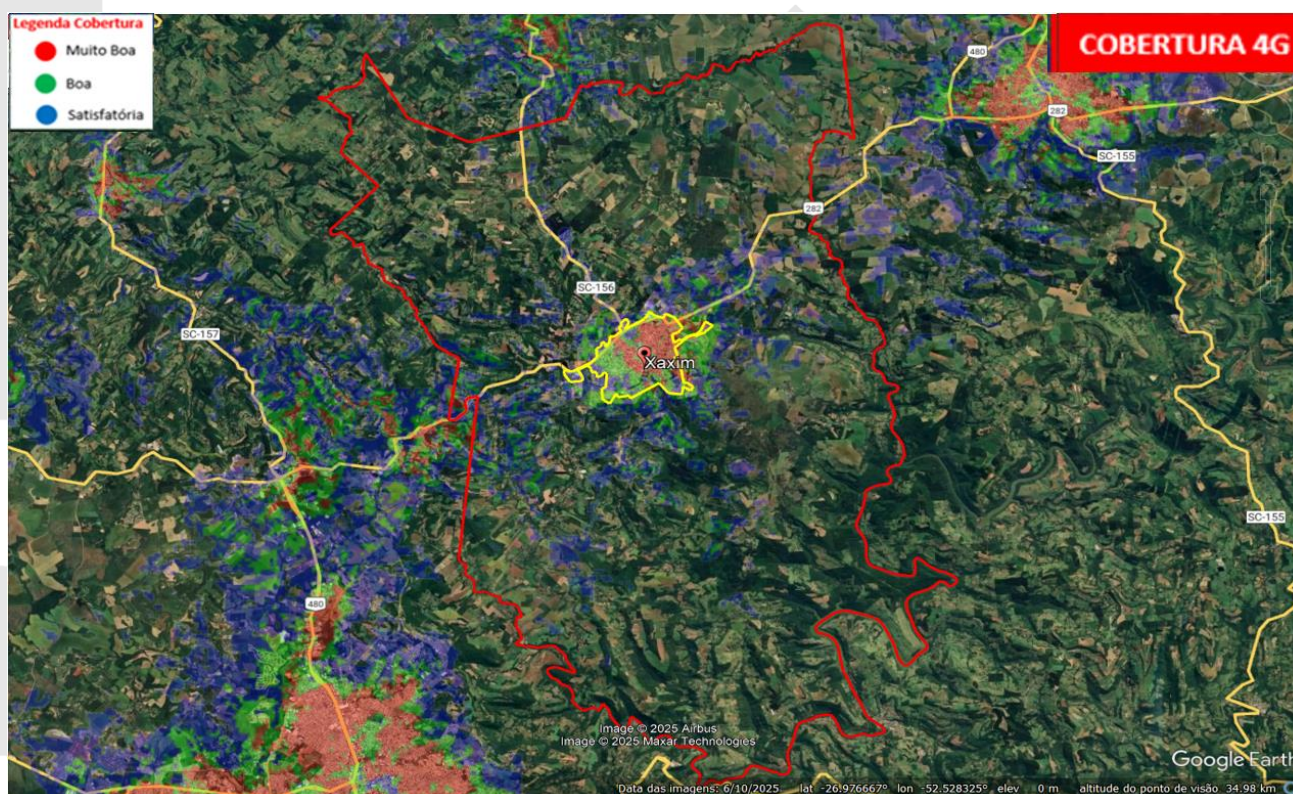 Legenda Cobertura
Muito Boa
Boa
Satisfatória
COBERTURA 4G
480
282
SC-155
282
SC-156
SC-157
Xaxim
SC-155
480
Image © 2025 Airbus
Image © 2025 Maxar Technologies
Google Earth
Data das imagens: 6/10/2025 lat -26.976667° lon -52.528325° elev 0 m altitude do ponto de visão 34.98 km